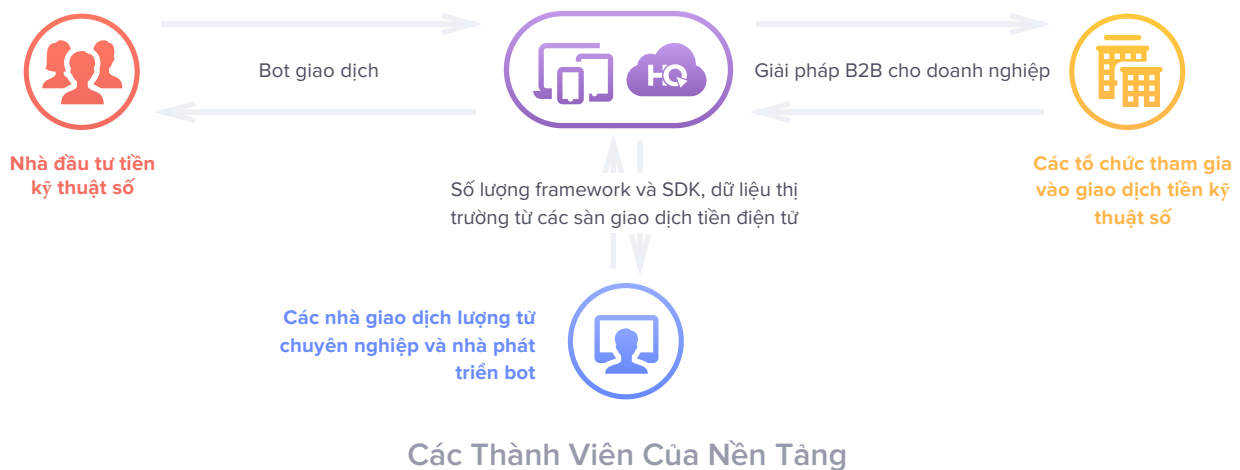 Bot giao dịch
HQ
Giải pháp B2B cho doanh nghiệp
Nhà đầu tư tiền
kỹ thuật số
Các tổ chức tham gia
vào giao dịch tiền kỹ
thuật số
Số lượng framework và SDK, dữ liệu thị
trường từ các sàn giao dịch tiền điện tử
Các nhà giao dịch lượng tử
chuyên nghiệp và nhà phát
triển bot
Các Thành Viên Của Nền Tảng